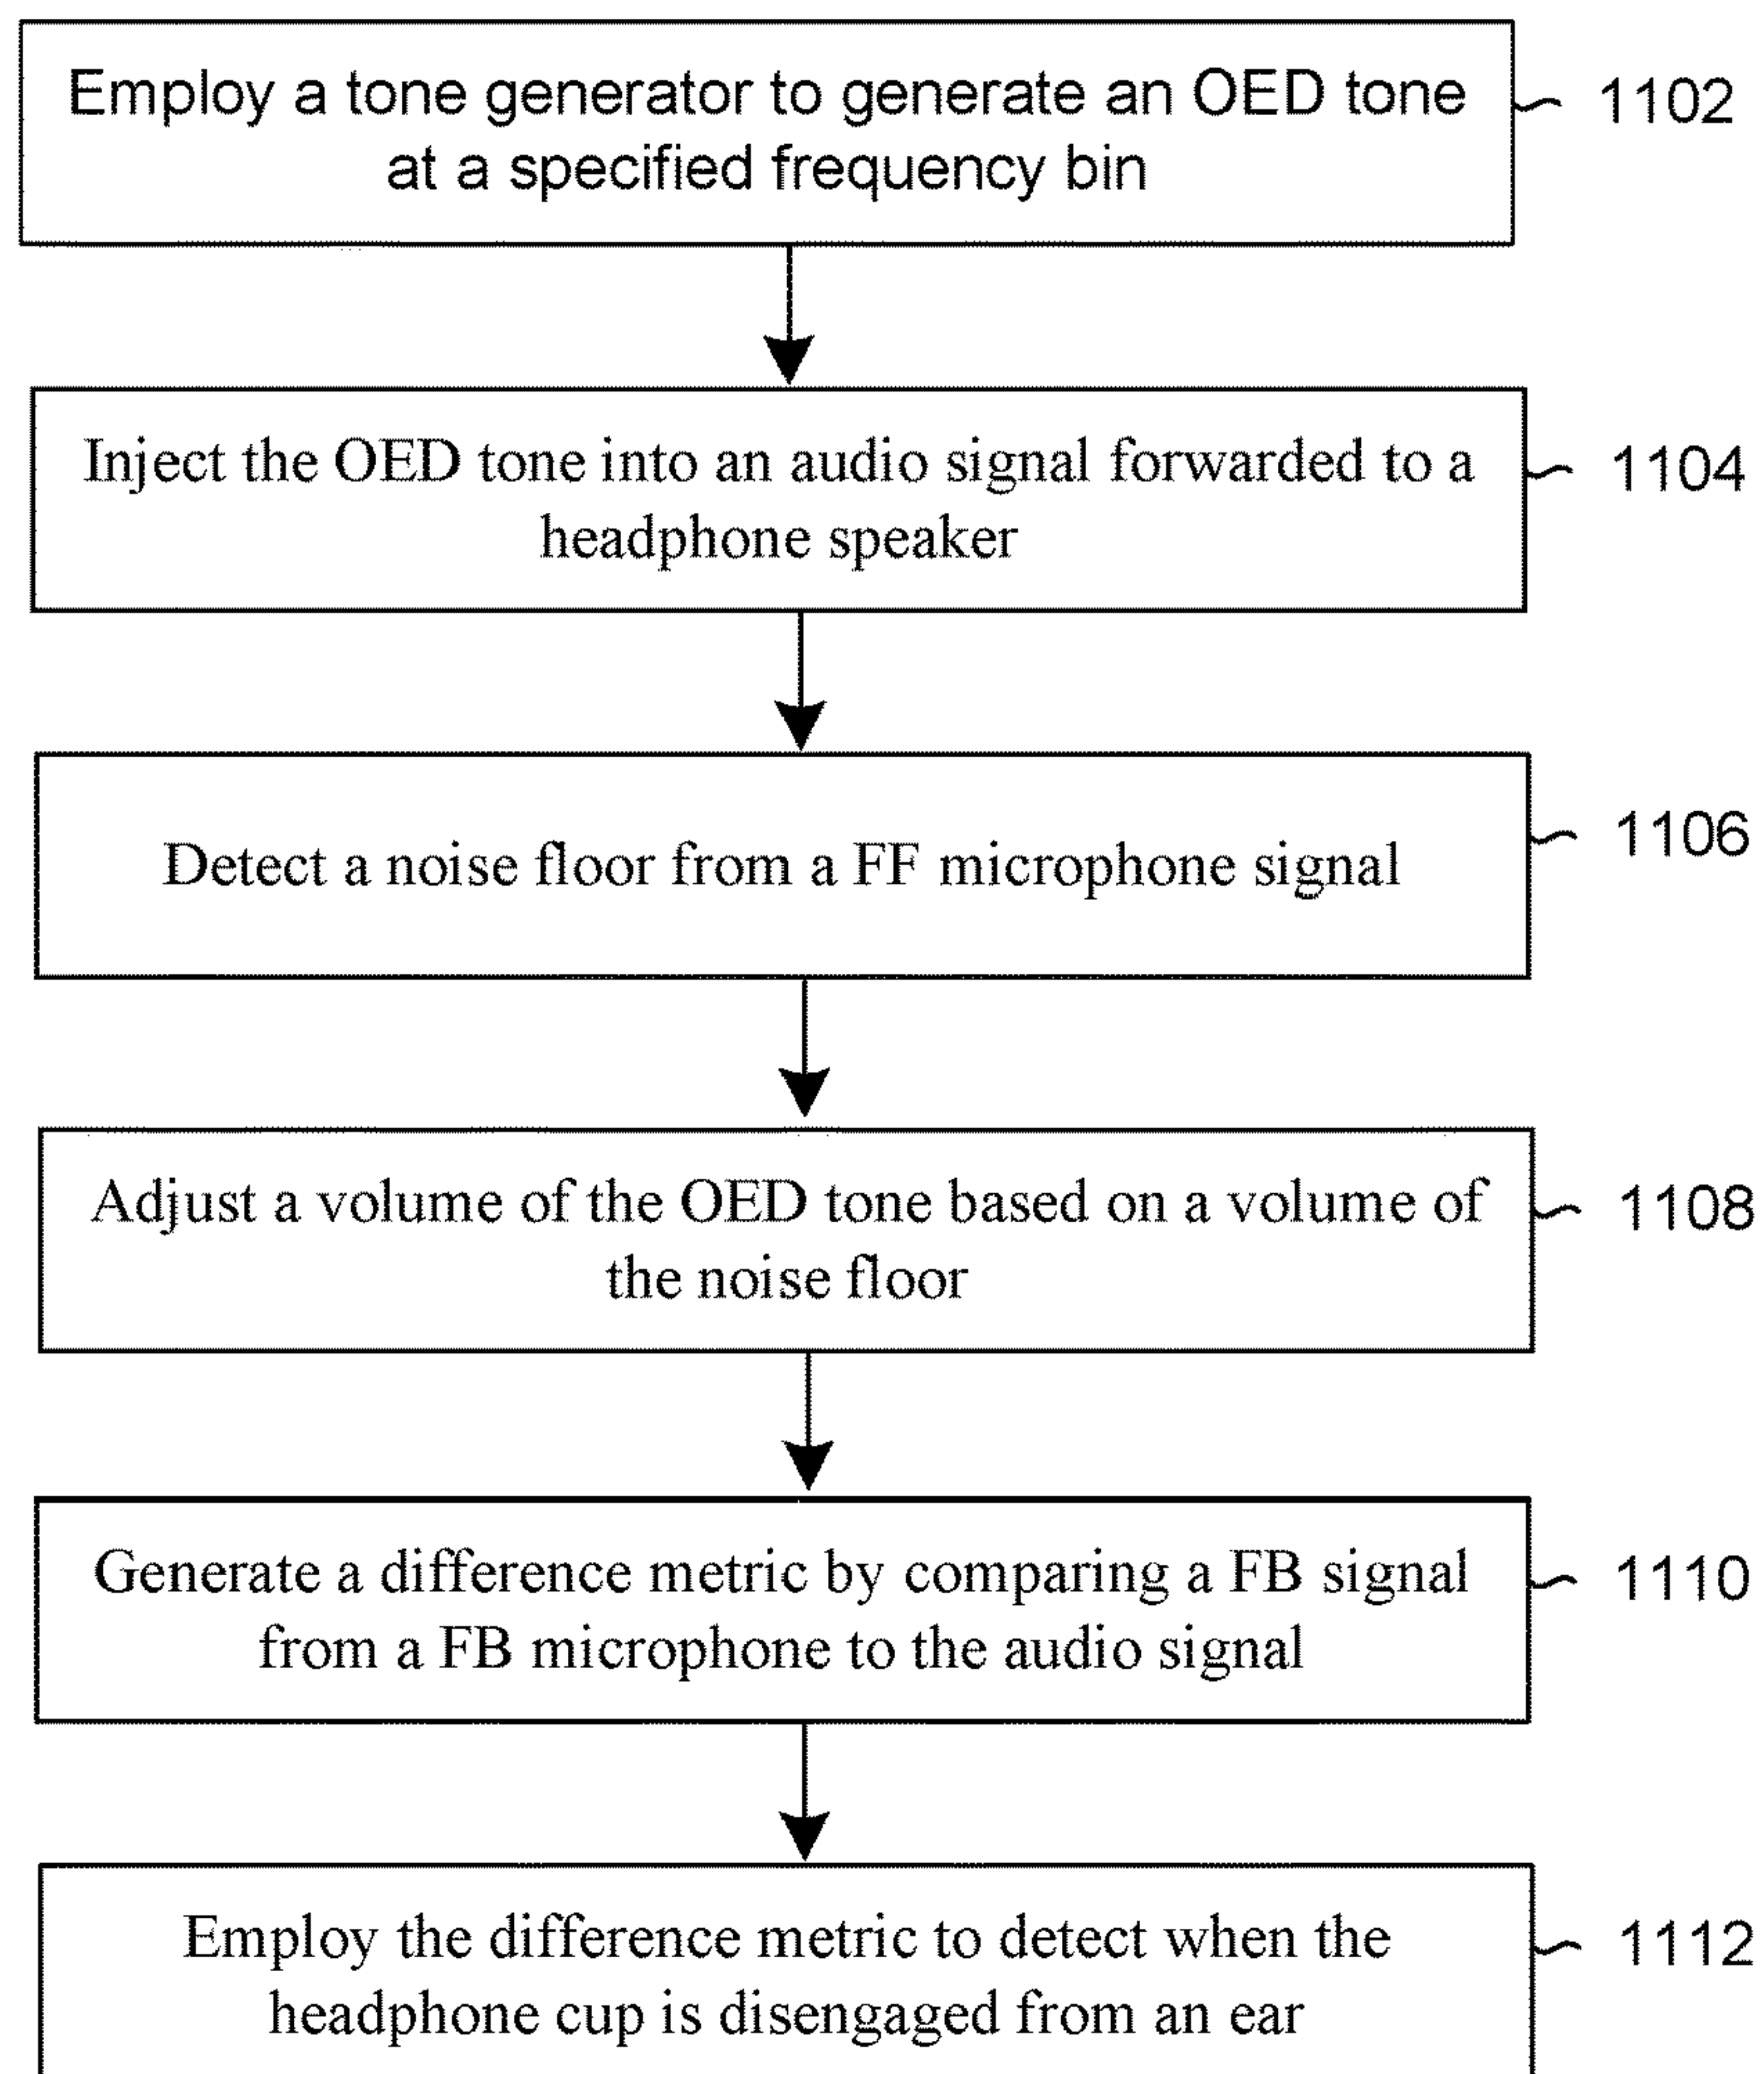 Employ a tone generator to generate an OED tone
at a specified frequency bin
1102
Inject the OED tone into an audio signal forwarded to a
headphone speaker
1104
Detect a noise floor from a FF microphone signal
1106
Adjust a volume of the OED tone based on a volume of
the noise floor
1108
Generate a difference metric by comparing a FB signal
from a FB microphone to the audio signal
1110
Employ the difference metric to detect when the
headphone cup is disengaged from an ear
1112